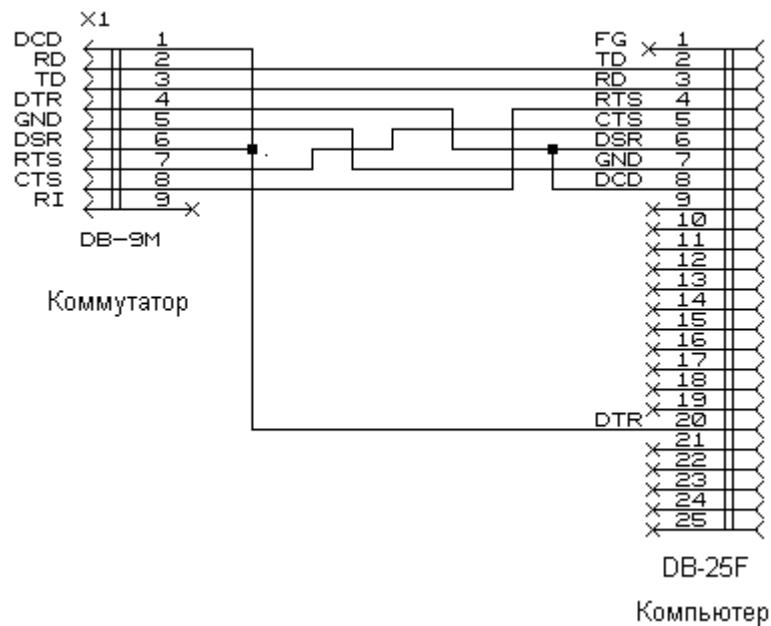 X1
DCD 1
RD 2
TD 3
DTR 4
GND 5
DSR 6
RTS 7
CTS 8
RI 9
DB-9M
Коммутатор
FG 1
TD 2
RD 3
RTS 4
CTS 5
DSR 6
GND 7
DCD 8
9
10
11
12
13
14
15
16
17
18
19
DTR 20
21
22
23
24
25
DB-25F
Компьютер